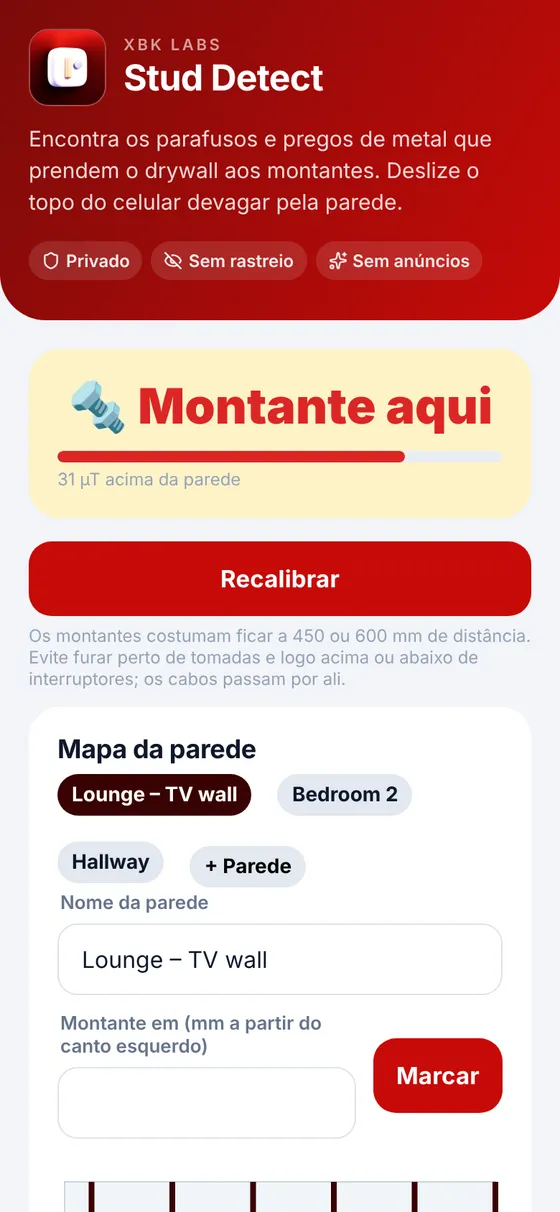 XBK LABS
Stud Detect
Encontra os parafusos e pregos de metal que
prendem o drywall aos montantes. Deslize o
topo do celular devagar pela parede.
Privado
Sem rastreio
Sem anúncios
Montante aqui
31 µT acima da parede
Recalibrar
Os montantes costumam ficar a 450 ou 600 mm de distância.
Evite furar perto de tomadas e logo acima ou abaixo de
interruptores; os cabos passam por ali.
Mapa da parede
Lounge – TV wall
Bedroom 2
Hallway
+ Parede
Nome da parede
Lounge – TV wall
Montante em (mm a partir do
canto esquerdo)
Marcar